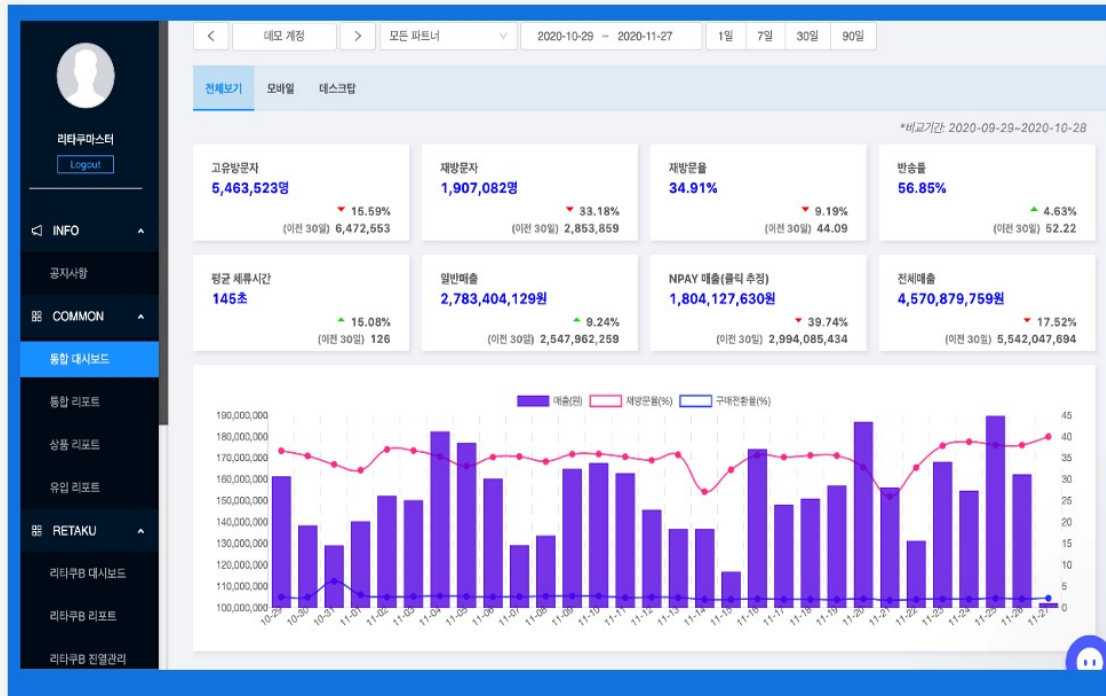 데모 계정
모든 파트너
2020-10-29 ~ 2020-11-27
1일 7일 30일 90일
리타쿠마스터
Logout
INFO
공지사항
COMMON
통합 대시보드
통합 리포트
상품 리포트
유입 리포트
RETAKU
리타쿠B 대시보드
리타쿠B 리포트
리타쿠B 진열관리
전체보기 모바일 데스크탑
*비교기간: 2020-09-29~2020-10-28
고유방문자
5,463,523명
15.59%
(이전 30일) 6,472,553
재방문자
1,907,082명
33.18%
(이전 30일) 2,853,859
재방문율
34.91%
9.19%
(이전 30일) 44.09
반송률
56.85%
4.63%
(이전 30일) 52.22
평균 체류시간
145초
15.08%
(이전 30일) 126
일반매출
2,783,404,129원
9.24%
(이전 30일) 2,547,962,259
NPAY 매출(클릭 추정)
1,804,127,630원
39.74%
(이전 30일) 2,994,085,434
전체매출
4,570,879,759원
17.52%
(이전 30일) 5,542,047,694
매출(원) 재방문율(%) 구매전환율(%)
190,000,000
180,000,000
170,000,000
160,000,000
150,000,000
140,000,000
130,000,000
120,000,000
110,000,000
100,000,000
45
40
35
30
25
20
15
10
5
0
10-29 10-30 10-31 11-01 11-02 11-03 11-04 11-05 11-06 11-07 11-08 11-09 11-10 11-11 11-12 11-13 11-14 11-15 11-16 11-17 11-18 11-19 11-20 11-21 11-22 11-23 11-24 11-25 11-26 11-27